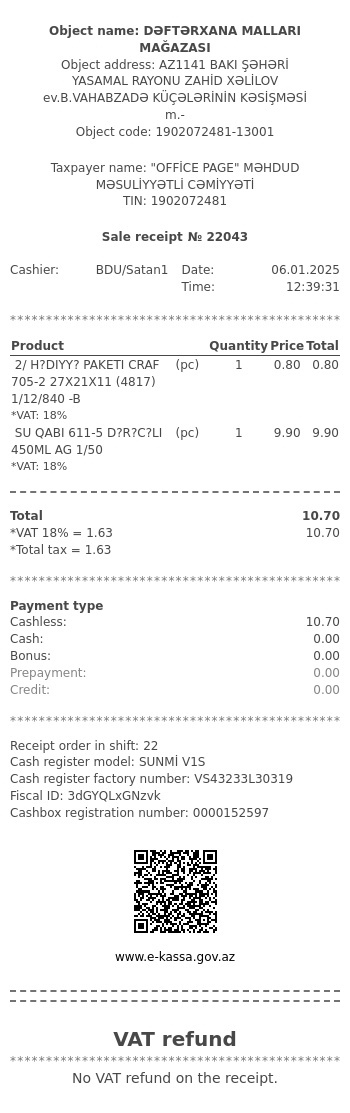 Object name: DƏFTƏRXANA MALLARI
MAĞAZASI
Object address: AZ1141 BAKI ŞƏHƏRİ
YASAMAL RAYONU ZAHİD XƏLİLOV
ev.B.VAHABZADƏ KÜÇƏLƏRİNİN KƏSİŞMƏSİ
m.-
Object code: 1902072481-13001
Taxpayer name: "OFFİCE PAGE" MƏHDUD
MƏSULİYYƏTLİ CƏMİYYƏTİ
TIN: 1902072481
Sale receipt № 22043
Cashier: BDU/Satan1 Date: 06.01.2025
Time: 12:39:31
**********************************************
Product Quantity Price Total
2/ H?DIYY? PAKETI CRAF (pc) 1 0.80 0.80
705-2 27X21X11 (4817)
1/12/840 -B
*VAT: 18%
SU QABI 611-5 D?R?C?LI (pc) 1 9.90 9.90
450ML AG 1/50
*VAT: 18%
Total 10.70
*VAT 18% = 1.63 10.70
*Total tax = 1.63
**********************************************
Payment type
Cashless: 10.70
Cash: 0.00
Bonus: 0.00
Prepayment: 0.00
Credit: 0.00
**********************************************
Receipt order in shift: 22
Cash register model: SUNMİ V1S
Cash register factory number: VS43233L30319
Fiscal ID: 3dGYQLxGNzvk
Cashbox registration number: 0000152597
www.e-kassa.gov.az
VAT refund
**********************************************
No VAT refund on the receipt.